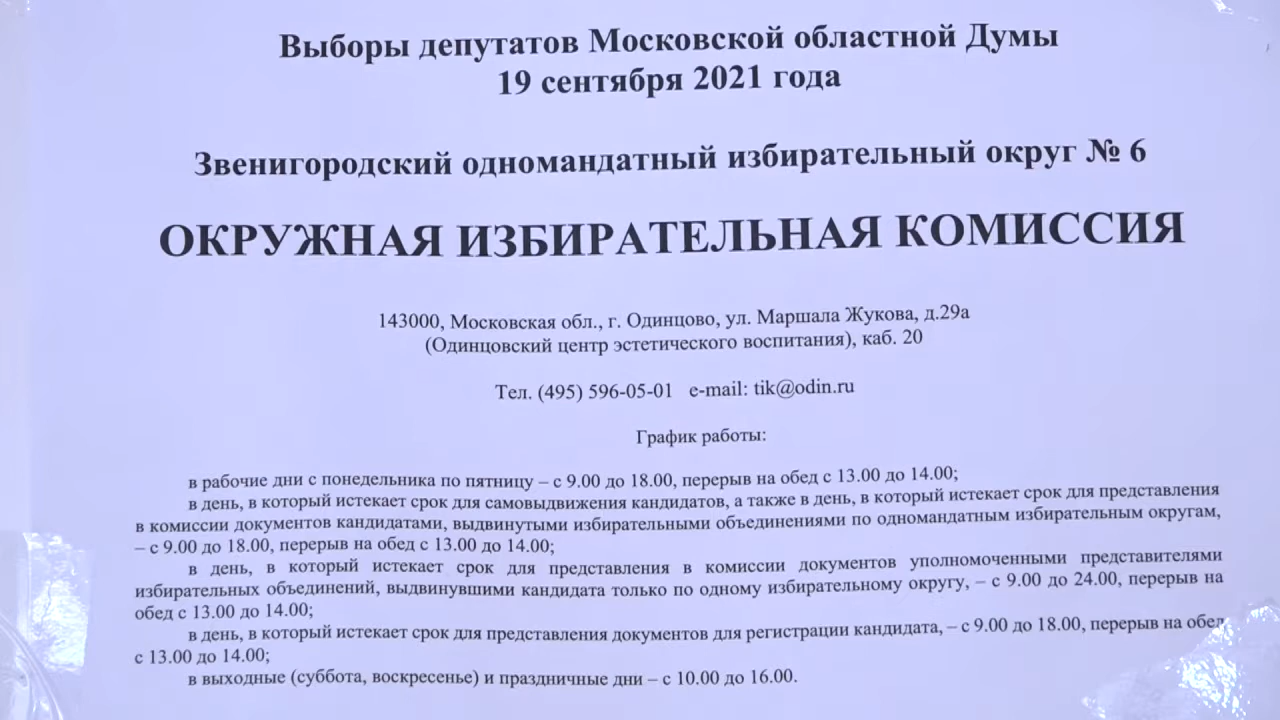 Выборы депутатов Московской областной Думы
19 сентября 2021 года
Звенигородский одномандатный избирательный округ № 6
ОКРУЖНАЯ ИЗБИРАТЕЛЬНАЯ КОМИССИЯ
143000, Московская обл., г. Одинцово, ул. Маршала Жукова, д.29а
(Одинцовский центр эстетического воспитания), каб. 20
Тел. (495) 596-05-01 e-mail: tik@odin.ru
График работы:
в рабочие дни с понедельника по пятницу – с 9.00 до 18.00, перерыв на обед с 13.00 до 14.00;
в день, в который истекает срок для самовыдвижения кандидатов, а также в день, в который истекает срок для представления
в комиссии документов кандидатами, выдвинутыми избирательными объединениями по одномандатным избирательным округам,
– с 9.00 до 18.00, перерыв на обед с 13.00 до 14.00;
в день, в который истекает срок для представления в комиссии документов уполномоченными представителями
избирательных объединений, выдвинувшими кандидата только по одному избирательному округу, – с 9.00 до 24.00, перерыв на
обед с 13.00 до 14.00;
в день, в который истекает срок для представления документов для регистрации кандидата, – с 9.00 до 18.00, перерыв на обед
с 13.00 до 14.00;
в выходные (суббота, воскресенье) и праздничные дни – с 10.00 до 16.00.